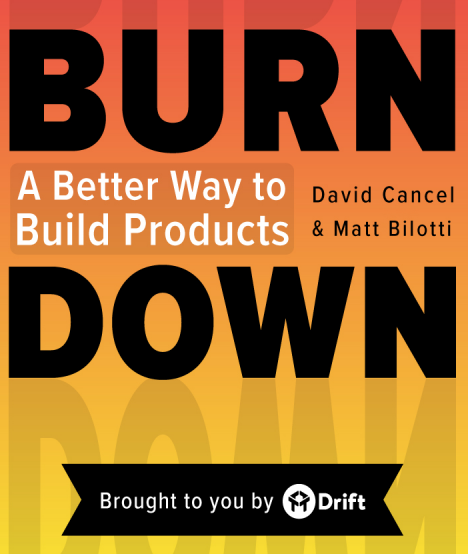 BURN
A Better Way to
Build Products
David Cancel
& Matt Bilotti
DOWN
Brought to you by Drift